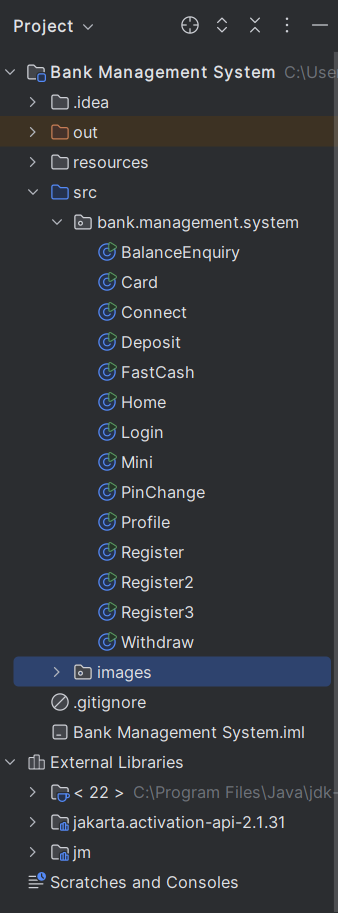 Project
Bank Management System C:\Use
.idea
out
resources
src
bank.management.system
BalanceEnquiry
Card
Connect
Deposit
FastCash
Home
Login
Mini
PinChange
Profile
Register
Register2
Register3
Withdraw
images
.gitignore
Bank Management System.iml
External Libraries
< 22 > C:\Program Files\Java\jdk-
jakarta.activation-api-2.1.31
jm
Scratches and Consoles